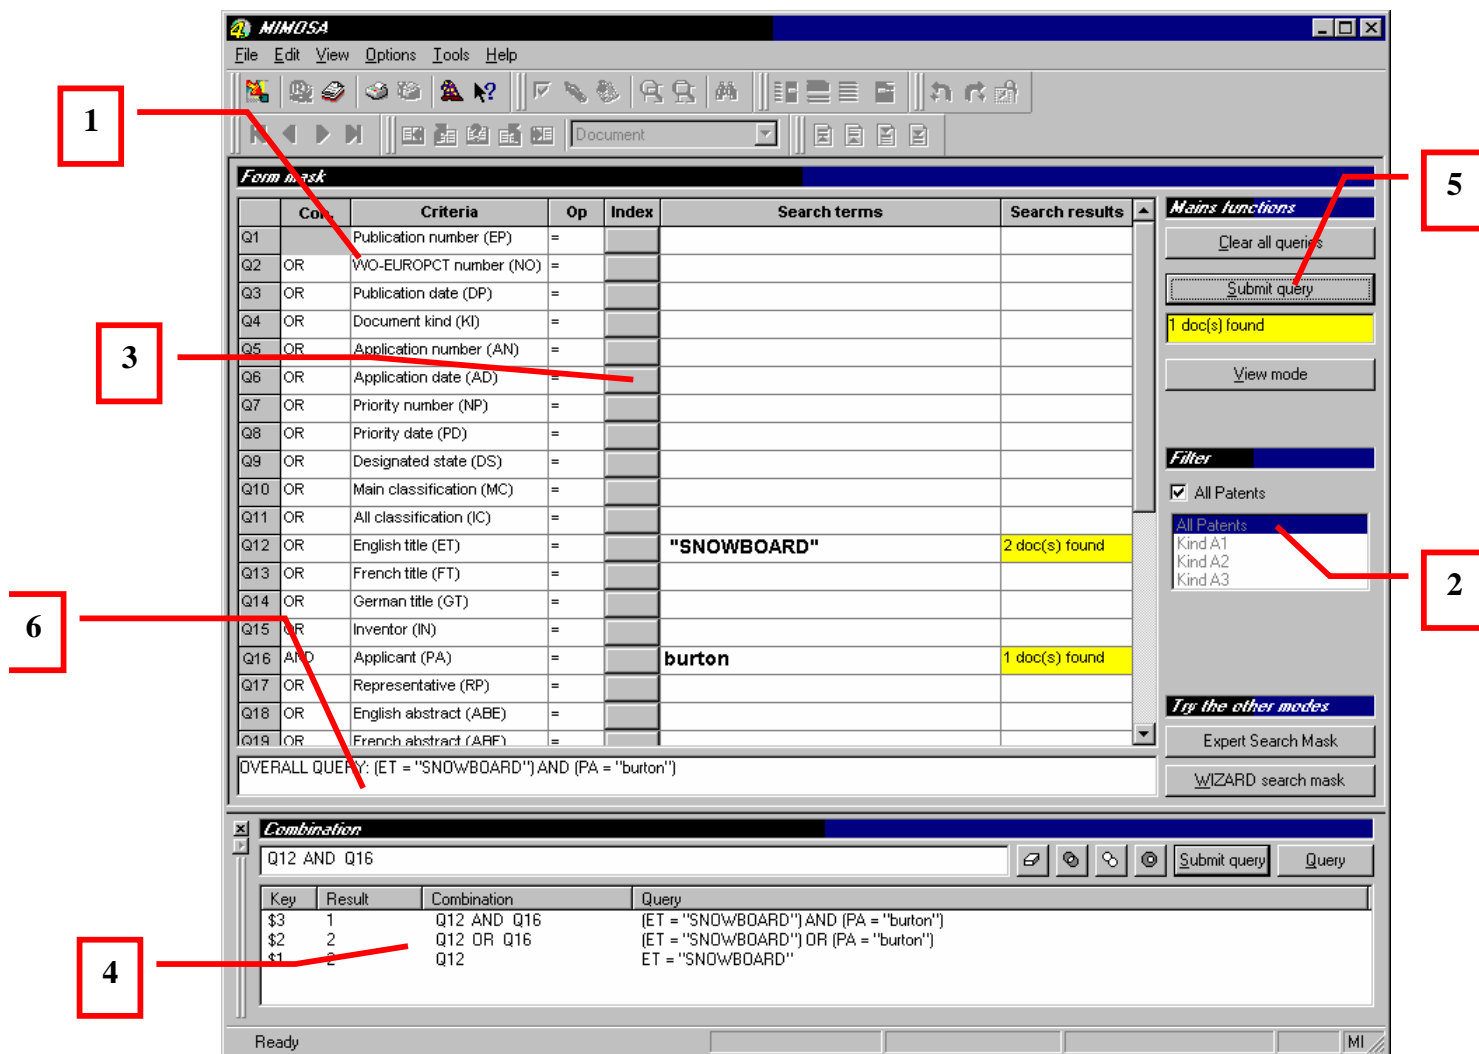 MIMOSA
File Edit View Options Tools Help
Document
1
Form mask
5
Con. Criteria Op Index Search terms Search results
Mains functions
Q1 Publication number (EP) =
Clear all queries
Q2 OR WO-EUROPCT number (NO) =
Q3 OR Publication date (DP) =
Submit query
Q4 OR Document kind (KI) =
1 doc(s) found
3
Q5 OR Application number (AN) =
Q6 OR Application date (AD) =
View mode
Q7 OR Priority number (NP) =
Q8 OR Priority date (PD) =
Q9 OR Designated state (DS) =
Filter
Q10 OR Main classification (MC) =
All Patents
Q11 OR All classification (IC) =
All Patents
Q12 OR English title (ET) = "SNOWBOARD" 2 doc(s) found
Kind A1
Kind A2
Q13 OR French title (FT) =
Kind A3
2
Q14 OR German title (GT) =
6
Q15 OR Inventor (IN) =
Q16 AND Applicant (PA) = burton 1 doc(s) found
Q17 OR Representative (RP) =
Q18 OR English abstract (ABE) =
Try the other modes
Q19 OR French abstract (ABF) =
Expert Search Mask
OVERALL QUERY: (ET = "SNOWBOARD") AND (PA = "burton")
WIZARD search mask
Combination
Q12 AND Q16
Submit query Query
Key Result Combination Query
$3 1 Q12 AND Q16 (ET = "SNOWBOARD") AND (PA = "burton")
$2 2 Q12 OR Q16 (ET = "SNOWBOARD") OR (PA = "burton")
$1 2 Q12 ET = "SNOWBOARD"
4
Ready MI